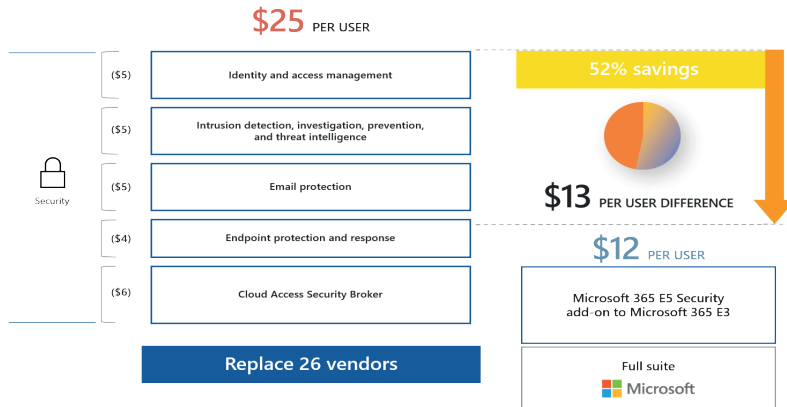 $25 PER USER
Security
($5)
Identity and access management
($5)
Intrusion detection, investigation, prevention,
and threat intelligence
($5)
Email protection
($4)
Endpoint protection and response
($6)
Cloud Access Security Broker
Replace 26 vendors
52% savings
$13 PER USER DIFFERENCE
$12 PER USER
Microsoft 365 E5 Security
add-on to Microsoft 365 E3
Full suite
Microsoft